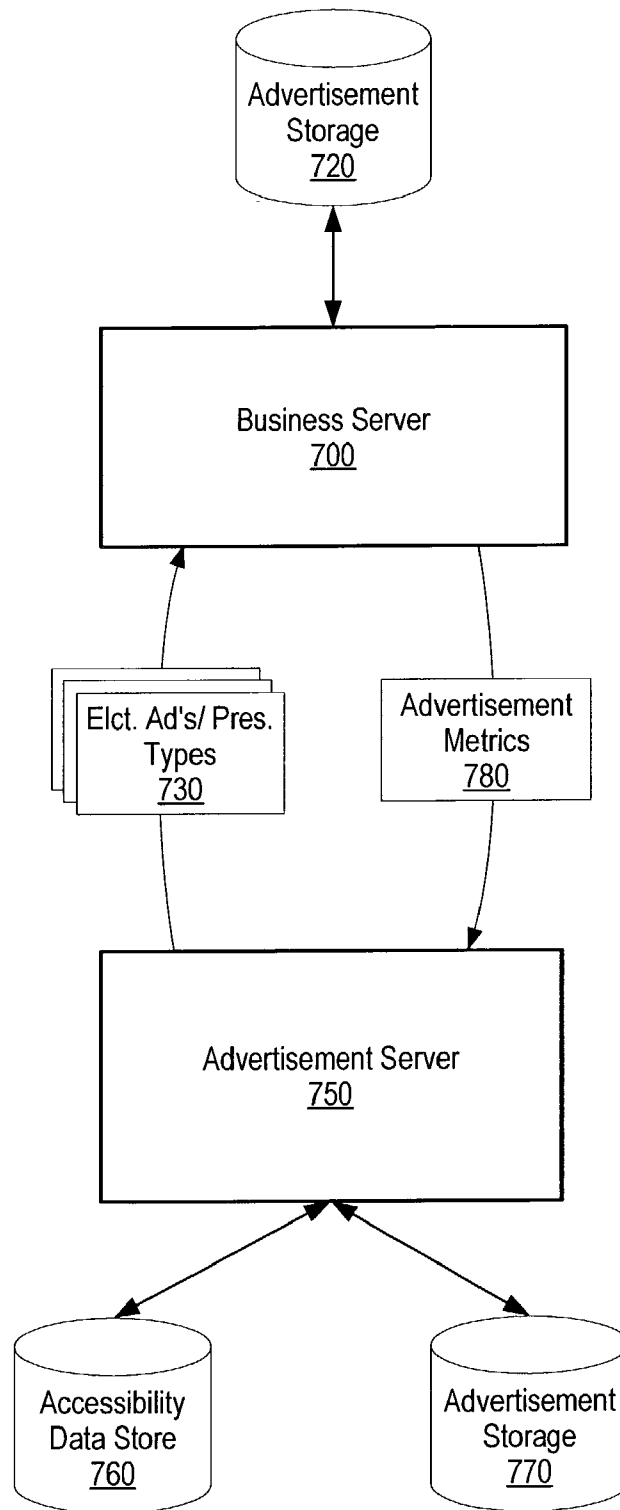 Advertisement
Storage
720
Business Server
700
Elct. Ad's/ Pres.
Types
730
Advertisement
Metrics
780
Advertisement Server
750
Accessibility
Data Store
760
Advertisement
Storage
770